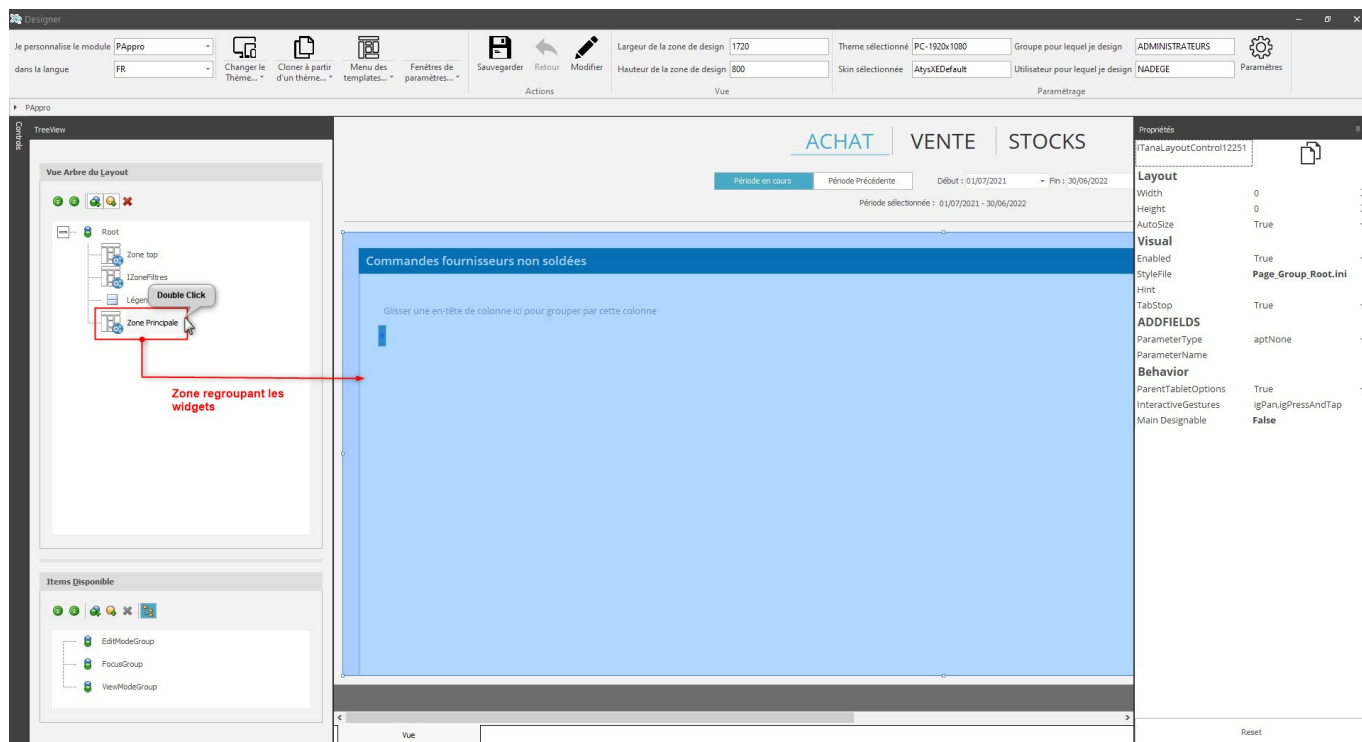 Designer
Je personnalise le module PAppro
dans la langue FR
Changer le Thème...
Cloner à partir d'un thème...
Menu des templates...
Fenêtres de paramètres...
Sauvegarder
Retour
Modifier
Actions
Largeur de la zone de design 1720
Hauteur de la zone de design 800
Vue
Theme sélectionné PC-1920x1080
Skin sélectionnée AtysXEDefault
Groupe pour lequel je design ADMINISTRATEURS
Utilisateur pour lequel je design NADEGE
Paramétrage
Paramètres
PAppro
Controls
TreeView
Vue Arbre du Layout
Root
Zone top
IZoneFiltres
Légen
Double Click
Zone Principale
Zone regroupant les
widgets
Items Disponible
EditModeGroup
FocusGroup
ViewModeGroup
ACHAT VENTE STOCKS
Période en cours Période Précédente Début : 01/07/2021 Fin : 30/06/2022
Période sélectionnée : 01/07/2021 - 30/06/2022
Commandes fournisseurs non soldées
Glisser une en-tête de colonne ici pour grouper par cette colonne
Vue
Propriétés
ITanaLayoutControl12251
Layout
Width 0
Height 0
AutoSize True
Visual
Enabled True
StyleFile Page_Group_Root.ini
Hint
TabStop True
ADDFIELDS
ParameterType aptNone
ParameterName
Behavior
ParentTabletOptions True
InteractiveGestures igPan,igPressAndTap
Main Designable False
Reset